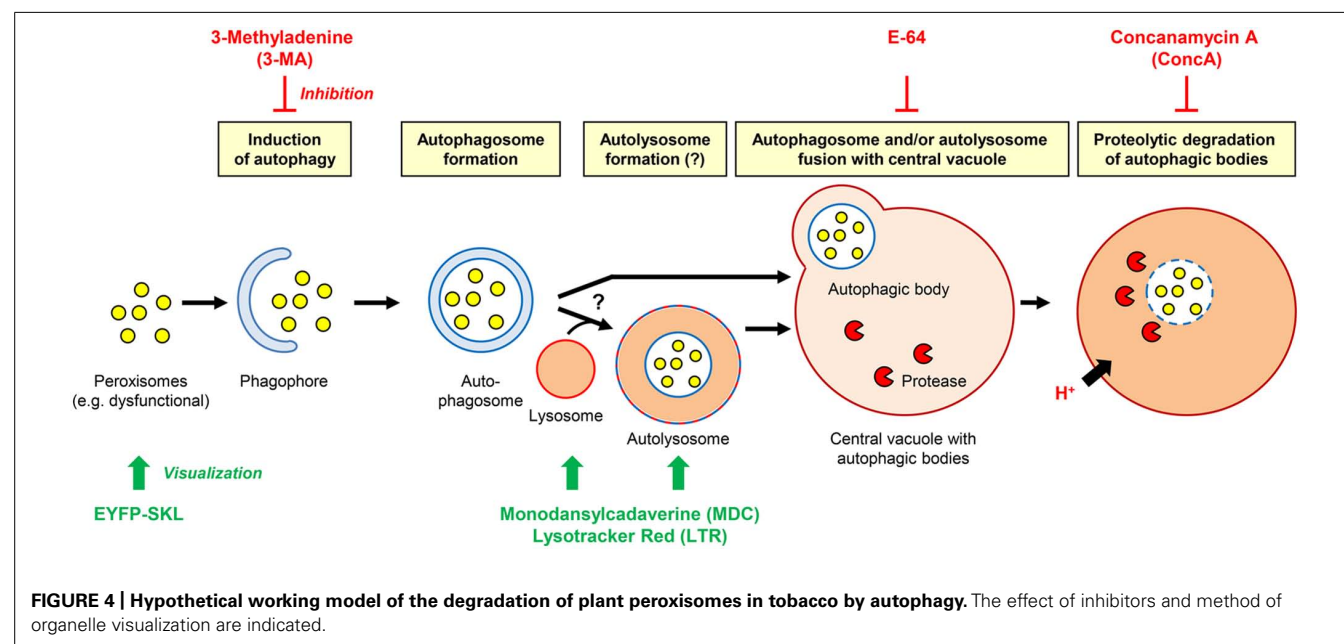 3-Methyladenine
(3-MA)
Inhibition
E-64
Concanamycin A
(ConcA)
Induction
of autophagy
Autophagosome
formation
Autolysosome
formation (?)
Autophagosome and/or autolysosome
fusion with central vacuole
Proteolytic degradation
of autophagic bodies
Peroxisomes
(e.g. dysfunctional)
Phagophore
Auto-
phagosome
?
Lysosome
Autolysosome
Autophagic body
Protease
Central vacuole with
autophagic bodies
H⁺
Visualization
EYFP-SKL
Monodansylcadaverine (MDC)
Lysotracker Red (LTR)
FIGURE 4 | Hypothetical working model of the degradation of plant peroxisomes in tobacco by autophagy. The effect of inhibitors and method of
organelle visualization are indicated.